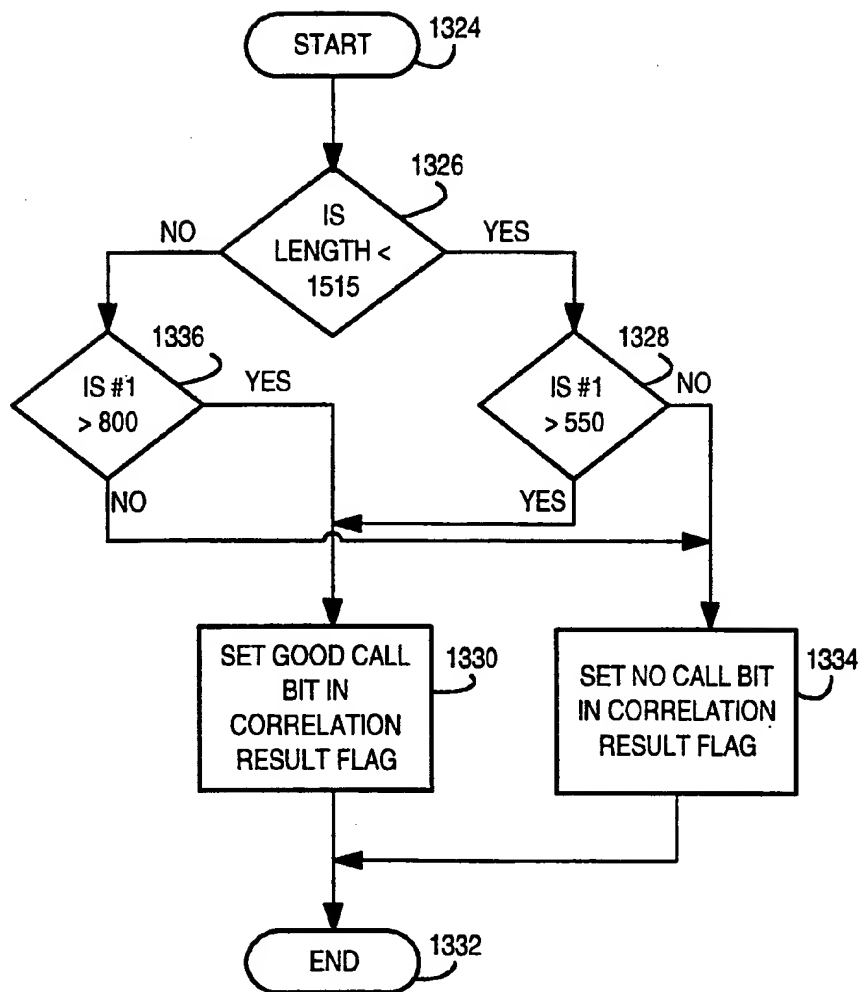 START
1324
IS
LENGTH <
1515
1326
NO
YES
IS #1
> 800
1336
YES
NO
IS #1
> 550
1328
NO
YES
SET GOOD CALL
BIT IN
CORRELATION
RESULT FLAG
1330
SET NO CALL BIT
IN CORRELATION
RESULT FLAG
1334
END
1332